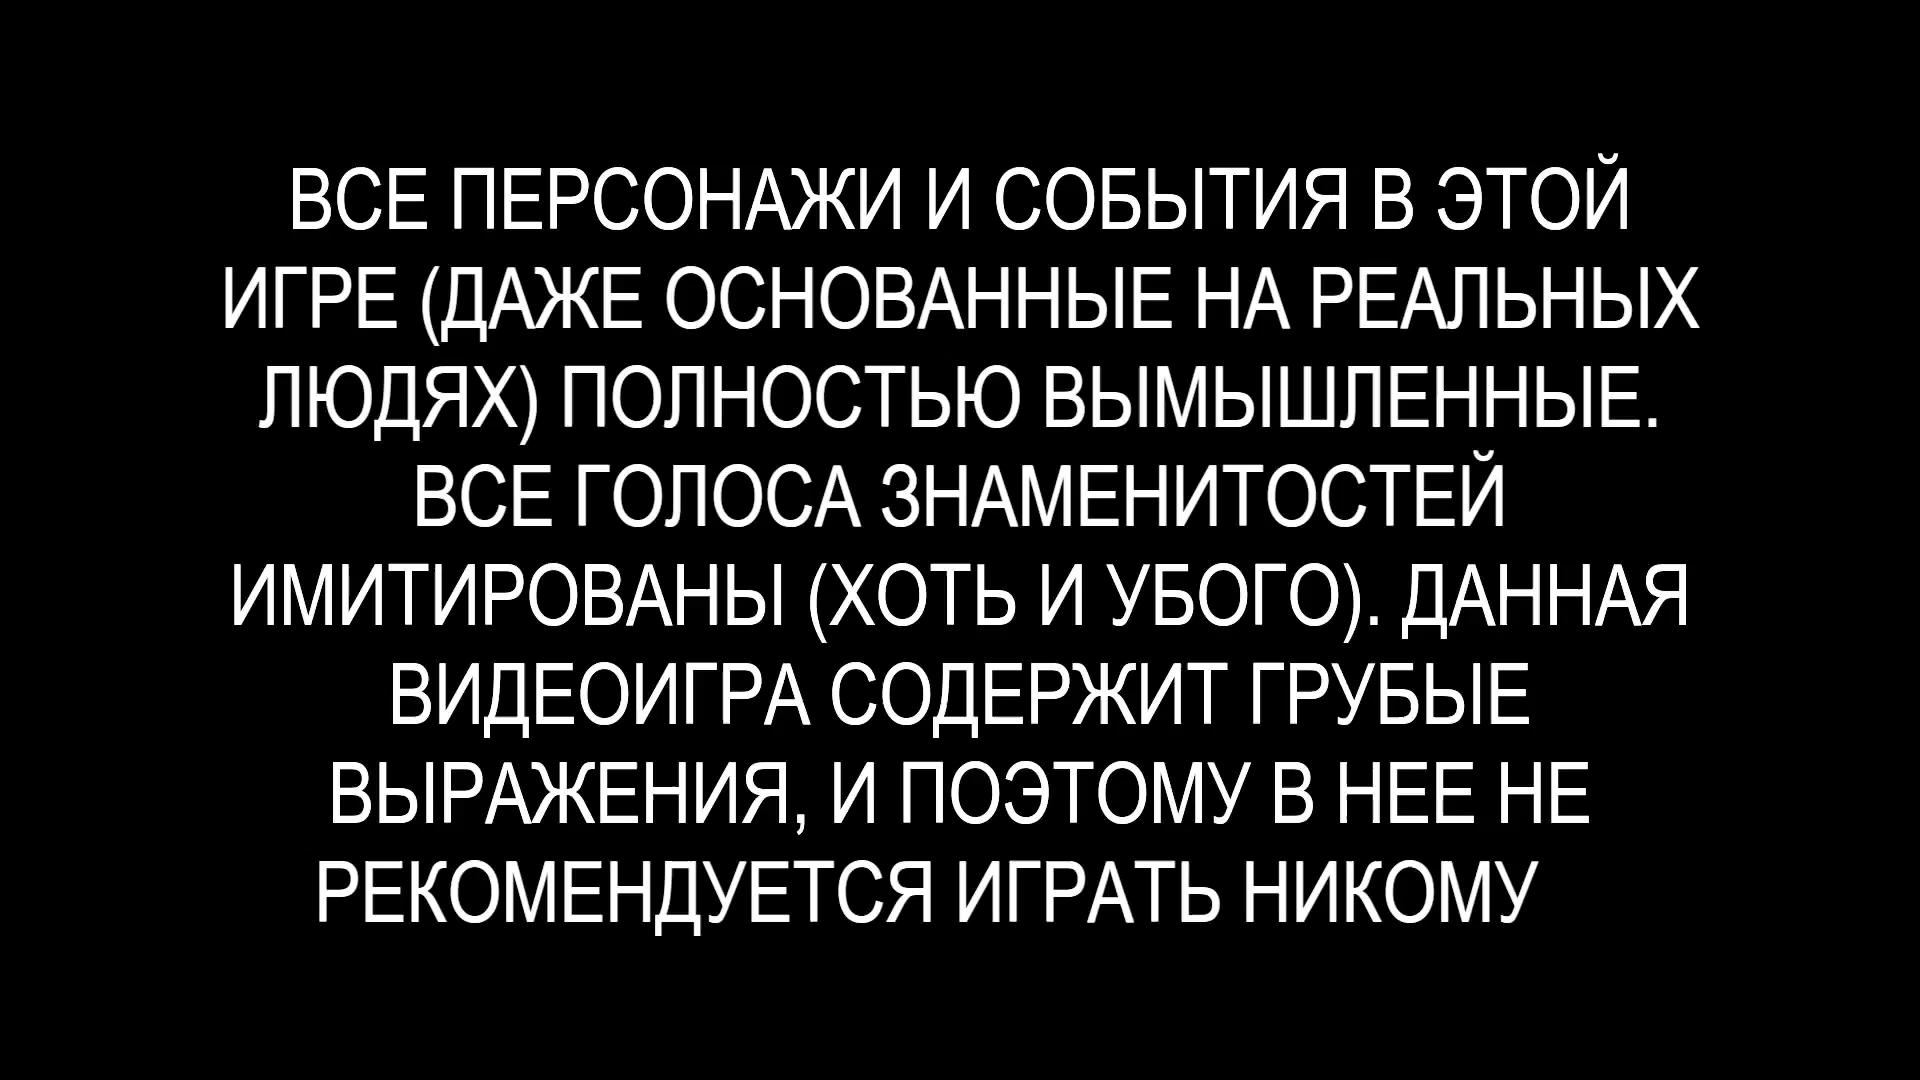 ВСЕ ПЕРСОНАЖИ И СОБЫТИЯ В ЭТОЙ
ИГРЕ (ДАЖЕ ОСНОВАННЫЕ НА РЕАЛЬНЫХ
ЛЮДЯХ) ПОЛНОСТЬЮ ВЫМЫШЛЕННЫЕ.
ВСЕ ГОЛОСА ЗНАМЕНИТОСТЕЙ
ИМИТИРОВАНЫ (ХОТЬ И УБОГО). ДАННАЯ
ВИДЕОИГРА СОДЕРЖИТ ГРУБЫЕ
ВЫРАЖЕНИЯ, И ПОЭТОМУ В НЕЕ НЕ
РЕКОМЕНДУЕТСЯ ИГРАТЬ НИКОМУ